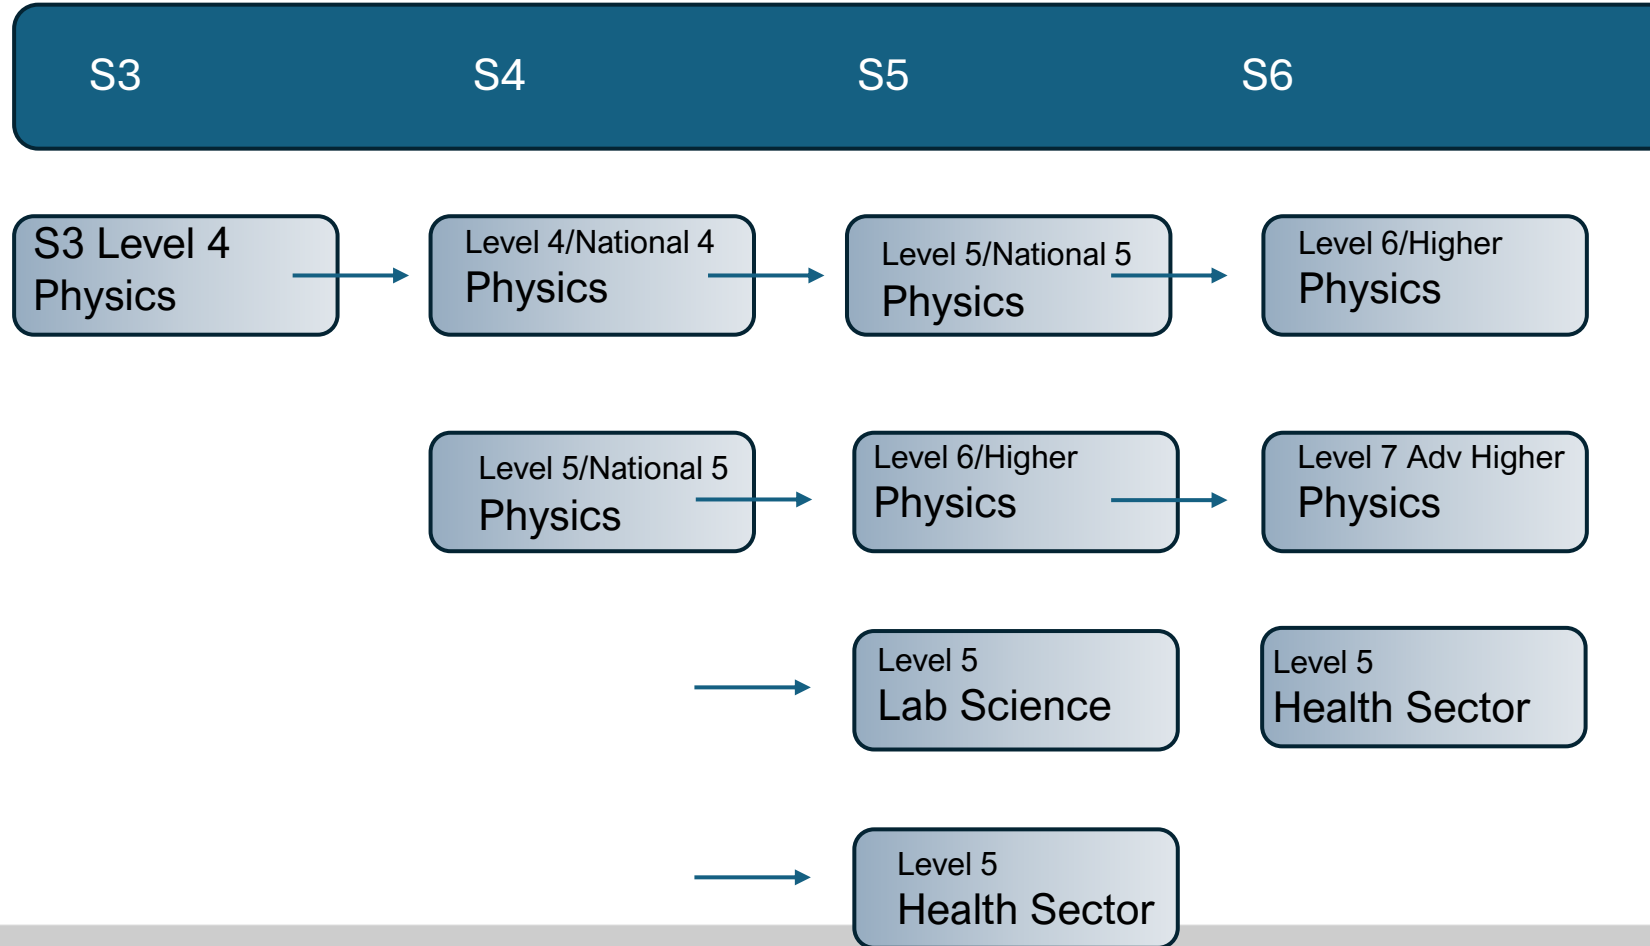 S3 S4 S5 S6
S3 Level 4
Physics
Level 4/National 4
Physics
Level 5/National 5
Physics
Level 6/Higher
Physics
Level 5/National 5
Physics
Level 6/Higher
Physics
Level 7 Adv Higher
Physics
Level 5
Lab Science
Level 5
Health Sector
Level 5
Health Sector